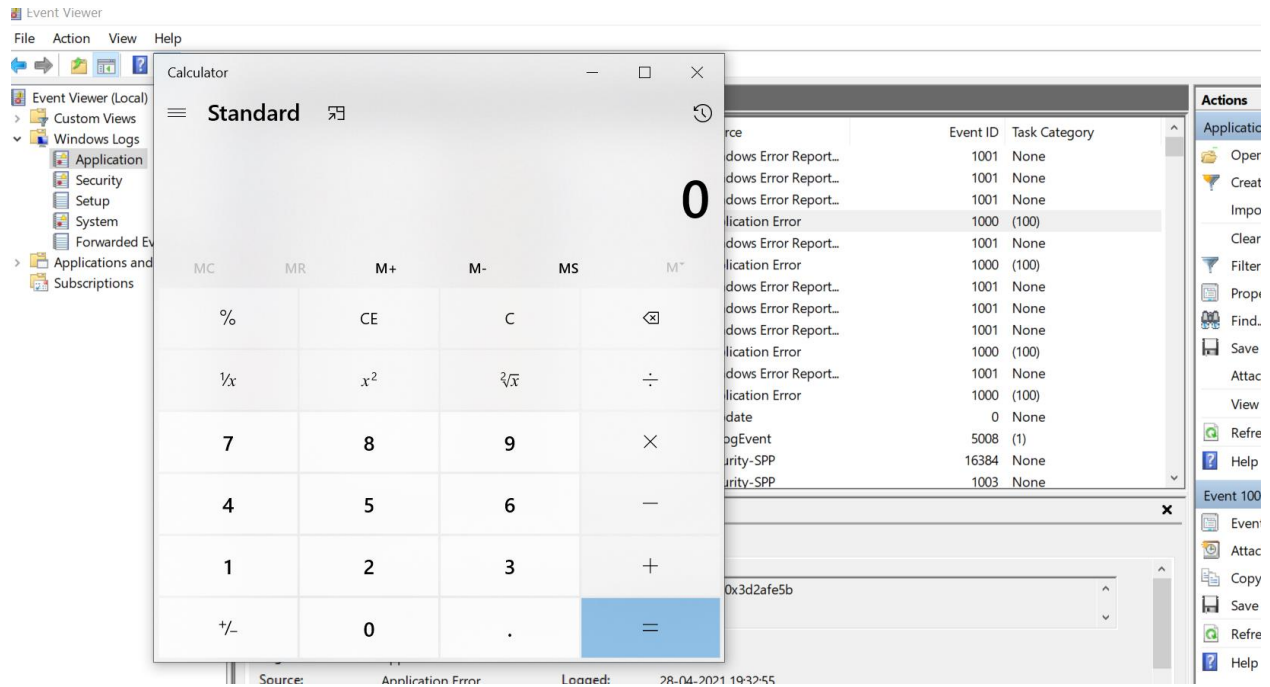 Event Viewer
File Action View Help
Event Viewer (Local)
Custom Views
Windows Logs
Application
Security
Setup
System
Forwarded Ev
Applications and
Subscriptions
Calculator
Standard
0
MC MR M+ M- MS M˅
% CE C
¹/x x² ²√x ÷
7 8 9 ×
4 5 6 −
1 2 3 +
+/− 0 . =
rce Event ID Task Category
dows Error Report... 1001 None
dows Error Report... 1001 None
dows Error Report... 1001 None
lication Error 1000 (100)
dows Error Report... 1001 None
lication Error 1000 (100)
dows Error Report... 1001 None
dows Error Report... 1001 None
dows Error Report... 1001 None
lication Error 1000 (100)
dows Error Report... 1001 None
lication Error 1000 (100)
date 0 None
ogEvent 5008 (1)
urity-SPP 16384 None
urity-SPP 1003 None
0x3d2afe5b
Source: Application Error Logged: 28-04-2021 19:32:55
Actions
Applicatio
Open
Creat
Impo
Clear
Filter
Prope
Find..
Save
Attac
View
Refre
Help
Event 100
Event
Attac
Copy
Save
Refre
Help